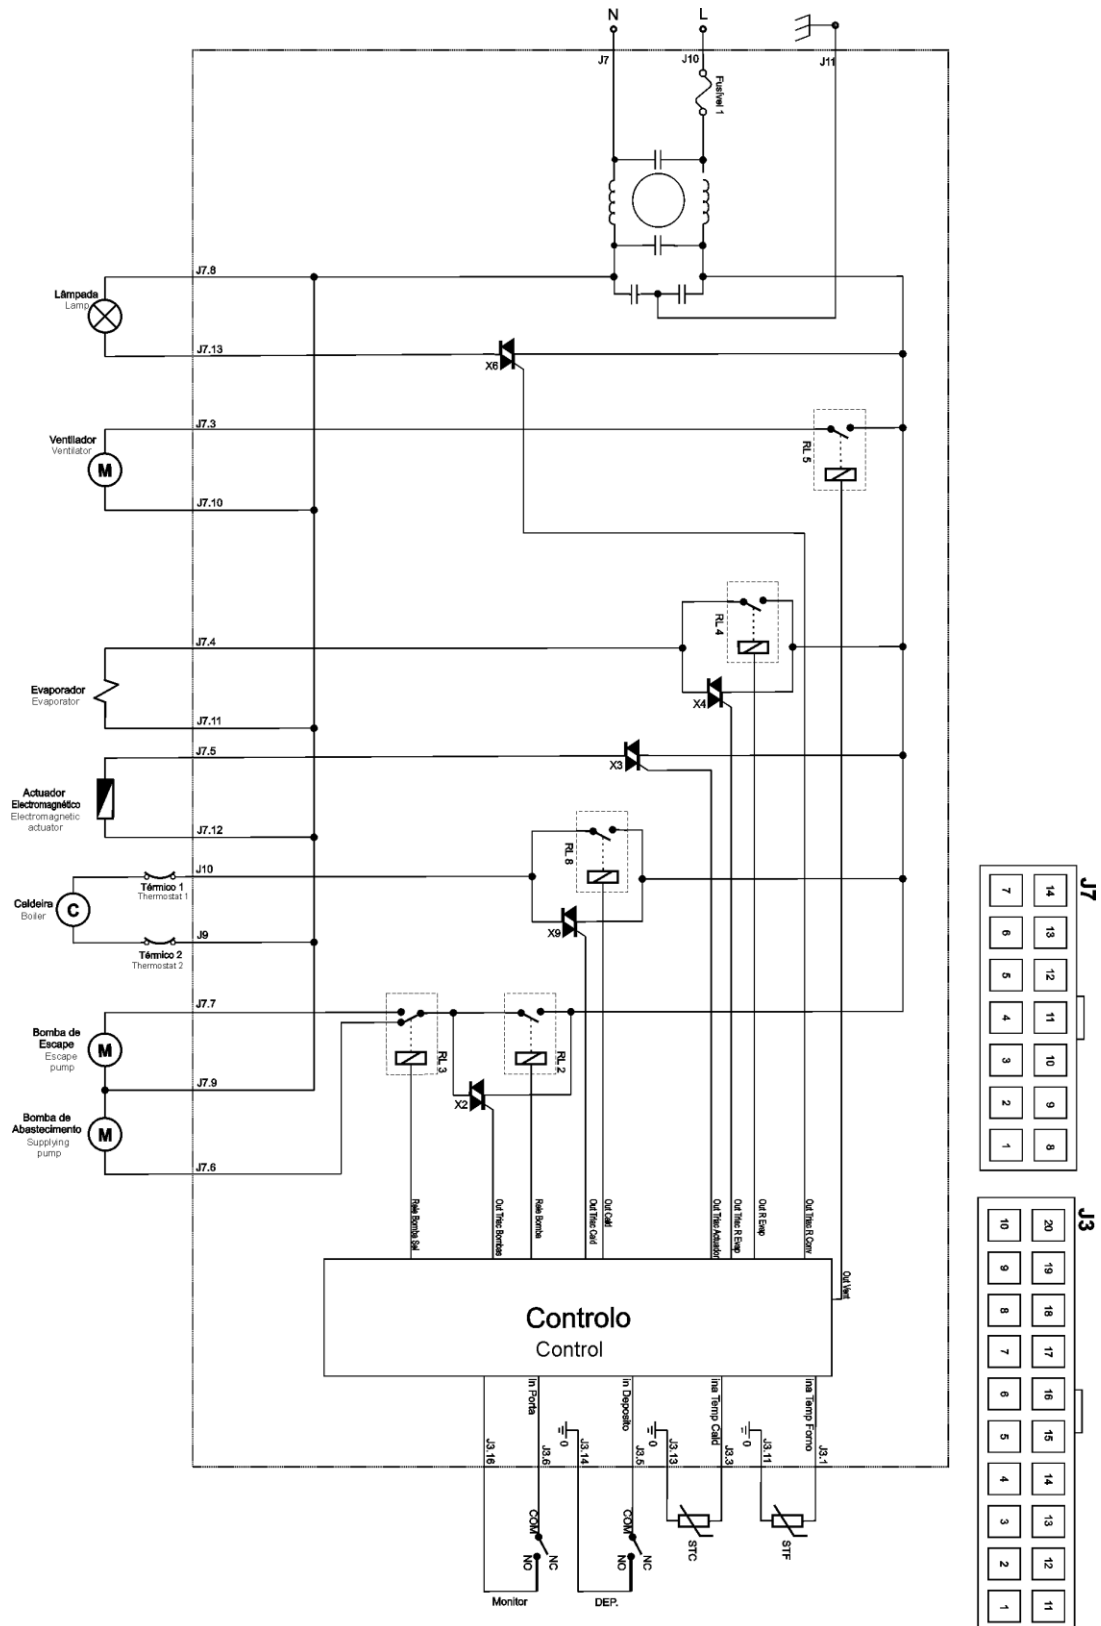 N
L
J7
J10
J11
Fusível 1
J7.8
Lâmpada
Lamp
J7.13
X6
J7.3
Ventilador
Ventilator
M
RL 5
J7.10
RL 4
J7.4
Evaporador
Evaporator
X4
J7.11
J7.5
X3
Actuador
Electromagnético
Electromagnetic
actuator
J7.12
RL 8
J10
Térmico 1
Thermostat 1
Caldeira
Boiler
C
X9
J9
Térmico 2
Thermostat 2
J7.7
Bomba de
Escape
Escape
pump
M
RL 3
RL 2
J7.9
X2
Bomba de
Abastecimento
Supplying
pump
M
J7.6
Rele Bomba Sel
Out Triac Bombas
Rele Bomba
Out Triac Cald
Out Cald
Out Triac Actuador
Out Triac R Evap
Out R Evap
Out Triac R Conv
Out Vent
Controlo
Control
In Porta
In Deposito
ina Temp Cald
ina Temp Forno
J3.16
J3.6
0
J3.14
J3.5
0
J3.13
J3.3
0
J3.11
J3.1
COM
NO
NC
COM
NO
NC
STC
STF
Monitor
DEP.
J7
7 14
6 13
5 12
4 11
3 10
2 9
1 8
J3
10 20
9 19
8 18
7 17
6 16
5 15
4 14
3 13
2 12
1 11